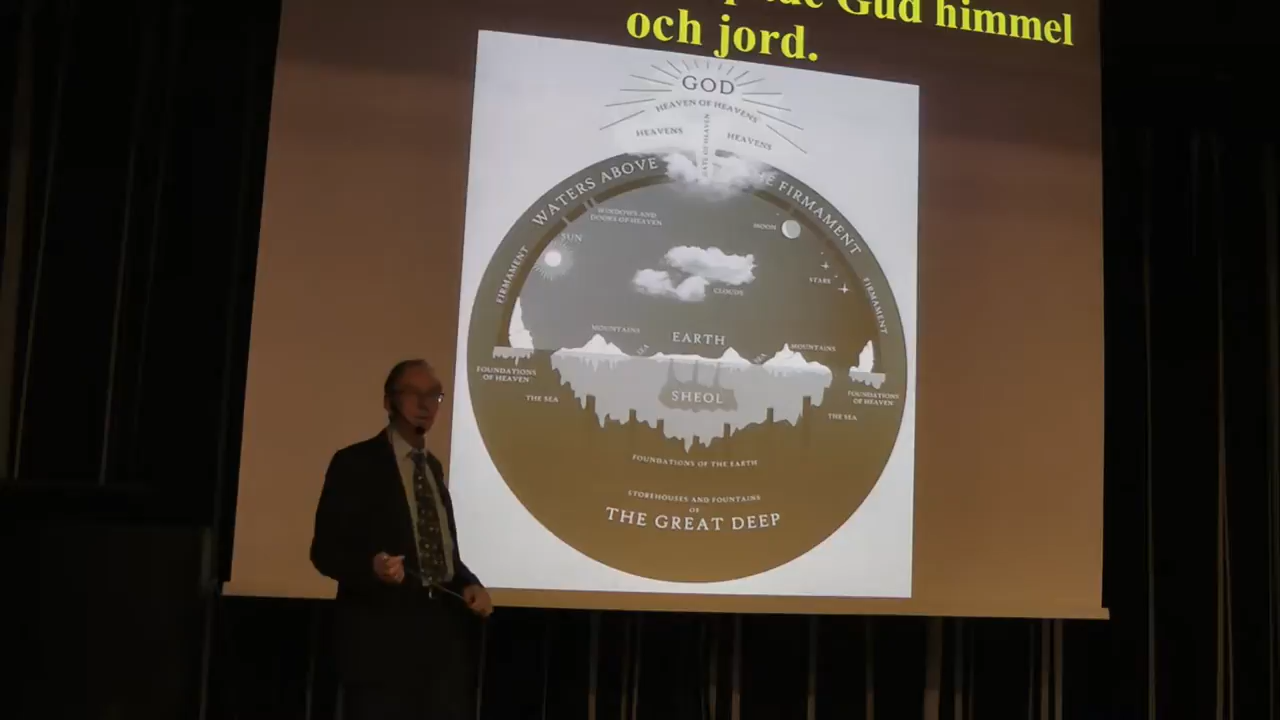 Gud himmel
och jord.
GOD
HEAVEN OF HEAVENS
HEAVENS
HEAVENS
OF HEAVEN
WATERS ABOVE
FIRMAMENT
WINDOWS AND
DOORS OF HEAVEN
MOON
SUN
STARS
FIRMAMENT
FIRMAMENT
CLOUDS
MOUNTAINS
EARTH
SEA
SEA
MOUNTAINS
FOUNDATIONS
OF HEAVEN
SHEOL
FOUNDATIONS
OF HEAVEN
THE SEA
THE SEA
FOUNDATIONS OF THE EARTH
STOREHOUSES AND FOUNTAINS
OF
THE GREAT DEEP